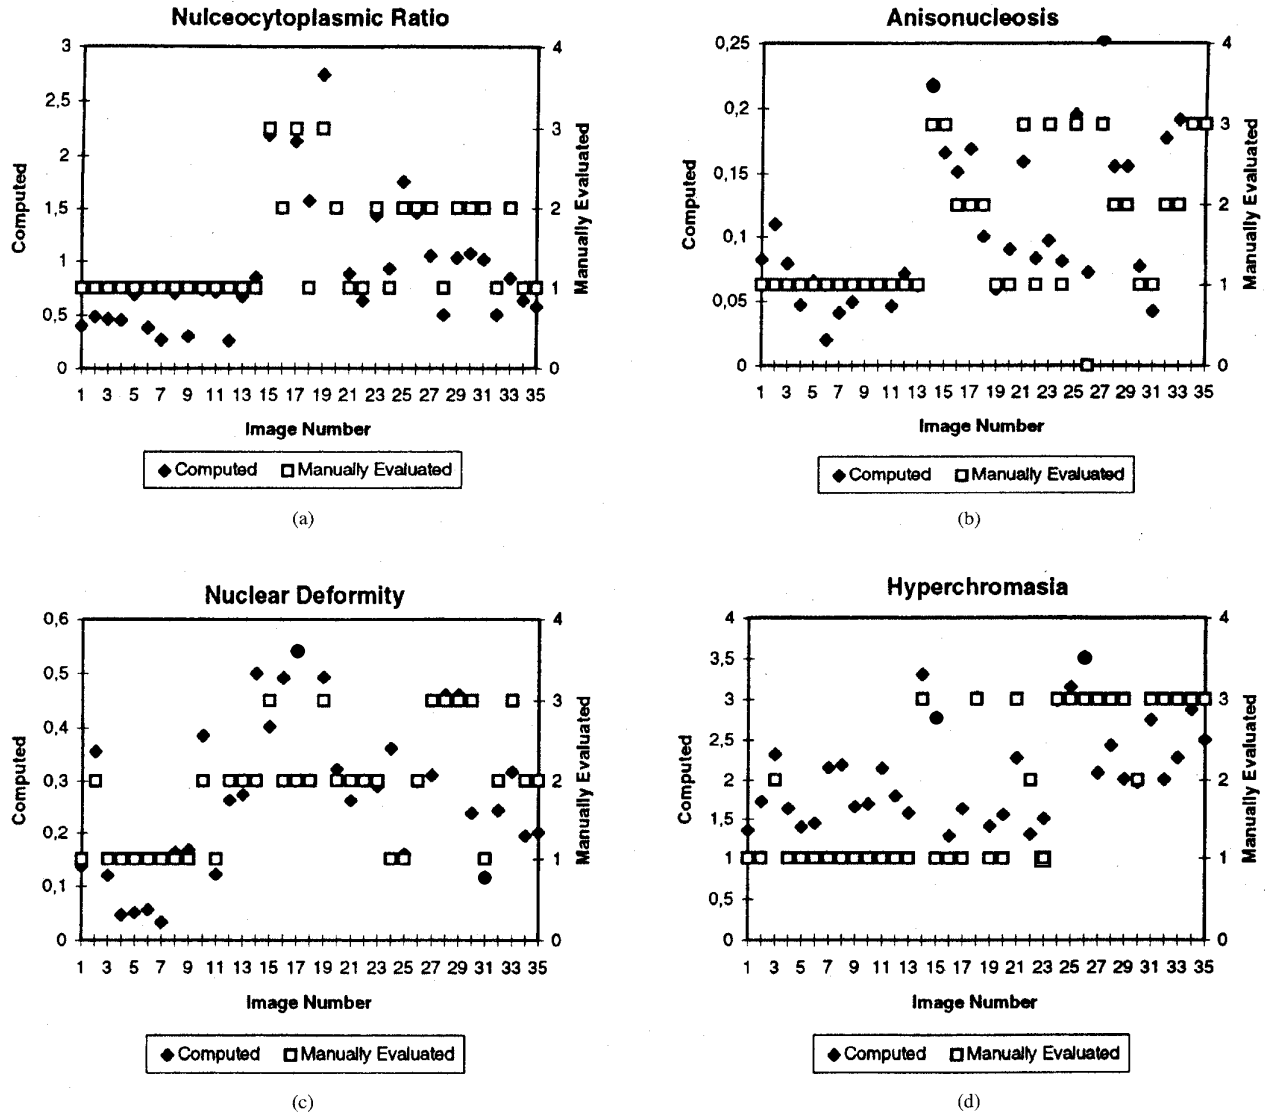 Nulceocytoplasmic Ratio
3
2,5
2
1,5
1
0,5
0
4
3
2
1
0
Computed
Manually Evaluated
1 3 5 7 9 11 13 15 17 19 21 23 25 27 29 31 33 35
Image Number
Computed Manually Evaluated
(a)
Anisonucleosis
0,25
0,2
0,15
0,1
0,05
0
4
3
2
1
0
Computed
Manually Evaluated
1 3 5 7 9 11 13 15 17 19 21 23 25 27 29 31 33 35
Image Number
Computed Manually Evaluated
(b)
Nuclear Deformity
0,6
0,5
0,4
0,3
0,2
0,1
0
4
3
2
1
0
Computed
Manually Evaluated
1 3 5 7 9 11 13 15 17 19 21 23 25 27 29 31 33 35
Image Number
Computed Manually Evaluated
(c)
Hyperchromasia
4
3,5
3
2,5
2
1,5
1
0,5
0
4
3
2
1
0
Computed
Manually Evaluated
1 3 5 7 9 11 13 15 17 19 21 23 25 27 29 31 33 35
Image Number
Computed Manually Evaluated
(d)